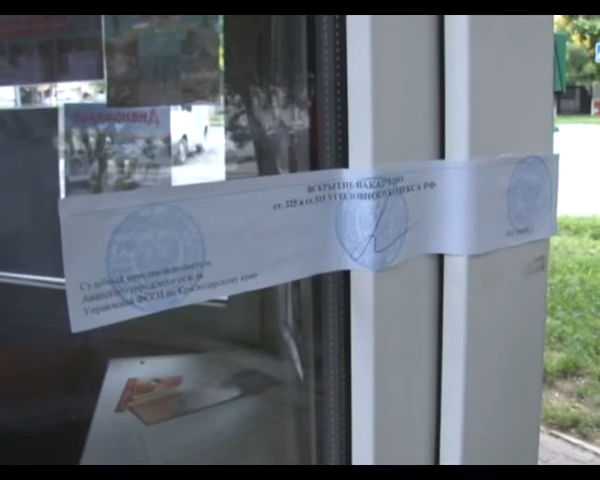 ВСКРЫТИЕ НАКАЗУЕМО
ст. 325 и ст.315 УГОЛОВНОГО КОДЕКСА РФ
Судебный пристав-исполнитель
Анапского городского отдела
Управления ФССП по Краснодарскому краю